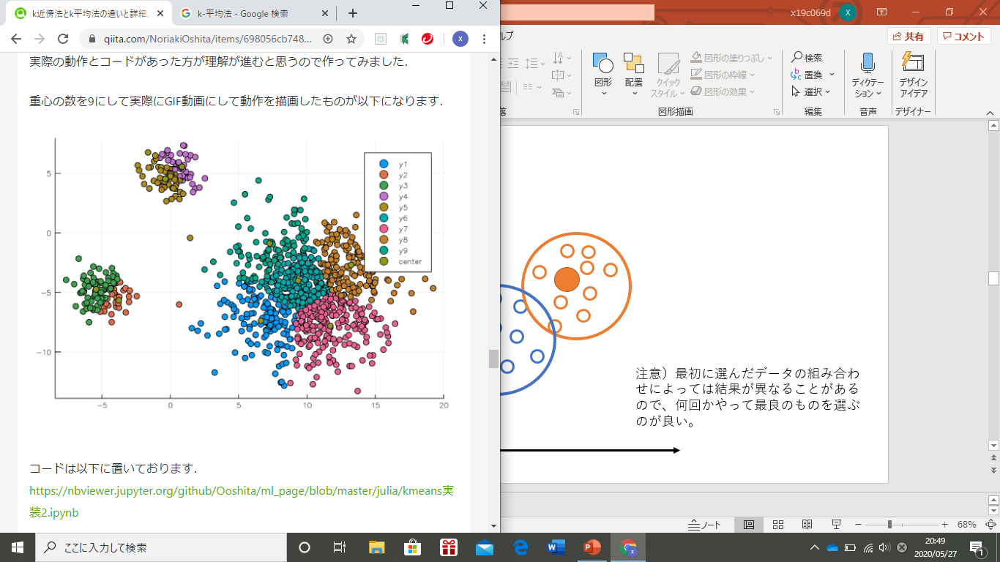 k近傍法とk平均法の違いと詳細.
k-平均法 - Google 検索
qiita.com/NoriakiOshita/items/698056cb748...
x
実際の動作とコードがあった方が理解が進むと思うので作ってみました.
重心の数を9にして実際にGIF動画にして動作を描画したものが以下になります.
5
0
−5
−10
−5
0
5
10
15
20
y1
y2
y3
y4
y5
y6
y7
y8
y9
center
コードは以下に置いております.
https://nbviewer.jupyter.org/github/Ooshita/ml_page/blob/master/julia/kmeans実
装2.ipynb
x19c069d
X
ルプ
共有
コメント
図形
配置
クイック
スタイル
図形の塗りつぶし
図形の枠線
図形の効果
検索
置換
選択
ディクテー
ション
デザイン
アイデア
落
図形描画
編集
音声
デザイナー
注意）最初に選んだデータの組み合わ
せによっては結果が異なることがある
ので、何回かやって最良のものを選ぶ
のが良い。
ノート
68%
ここに入力して検索
20:49
2020/05/27
1